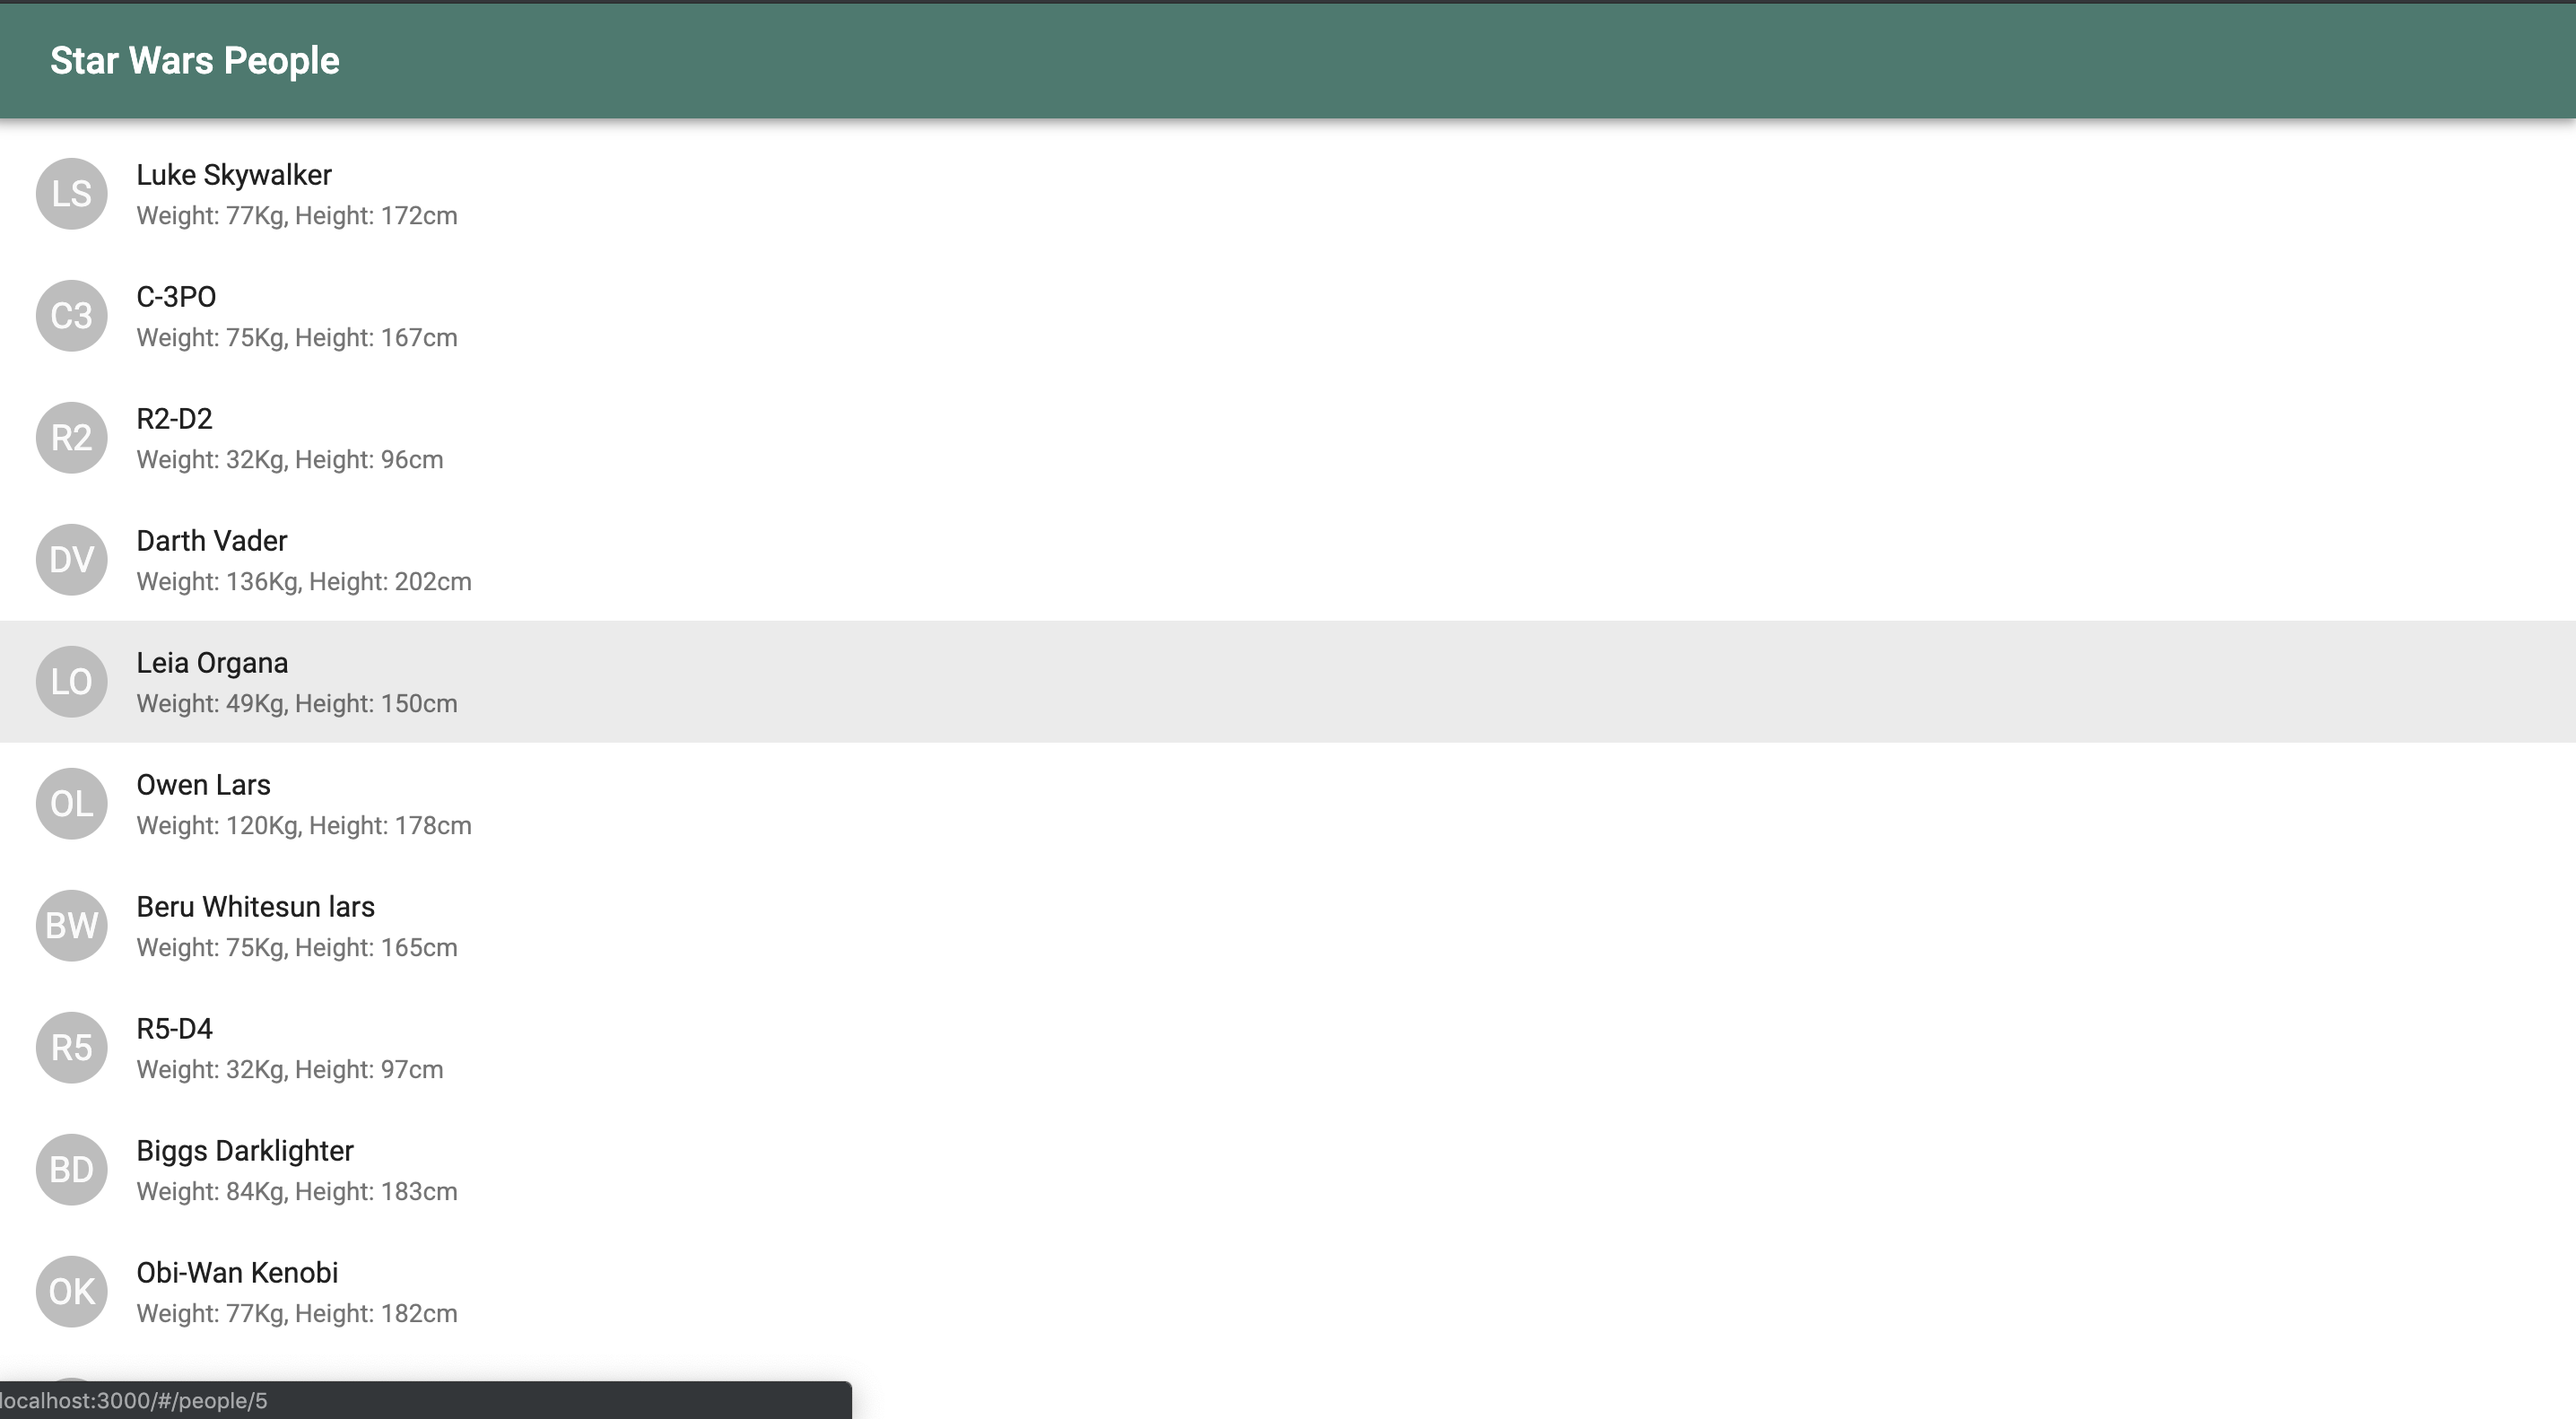 Star Wars People
LS
Luke Skywalker
Weight: 77Kg, Height: 172cm
C3
C-3PO
Weight: 75Kg, Height: 167cm
R2
R2-D2
Weight: 32Kg, Height: 96cm
DV
Darth Vader
Weight: 136Kg, Height: 202cm
LO
Leia Organa
Weight: 49Kg, Height: 150cm
OL
Owen Lars
Weight: 120Kg, Height: 178cm
BW
Beru Whitesun lars
Weight: 75Kg, Height: 165cm
R5
R5-D4
Weight: 32Kg, Height: 97cm
BD
Biggs Darklighter
Weight: 84Kg, Height: 183cm
OK
Obi-Wan Kenobi
Weight: 77Kg, Height: 182cm
localhost:3000/#/people/5